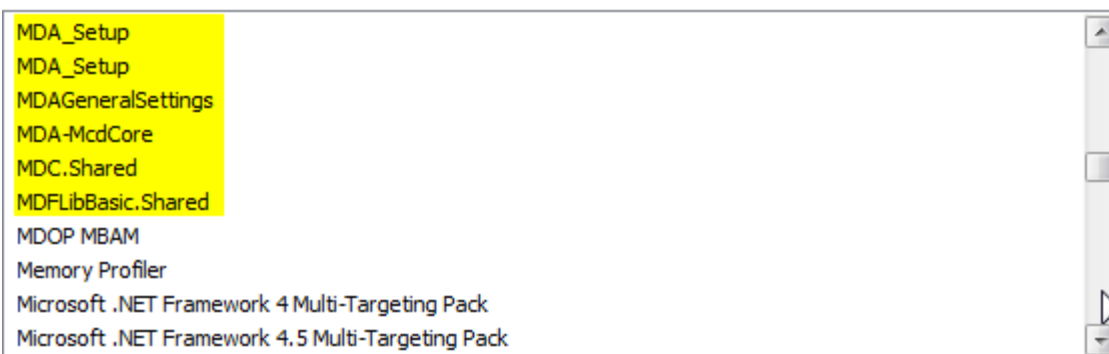 MDA_Setup
MDA_Setup
MDAGeneralSettings
MDA-McdCore
MDC.Shared
MDFLibBasic.Shared
MDOP MBAM
Memory Profiler
Microsoft .NET Framework 4 Multi-Targeting Pack
Microsoft .NET Framework 4.5 Multi-Targeting Pack